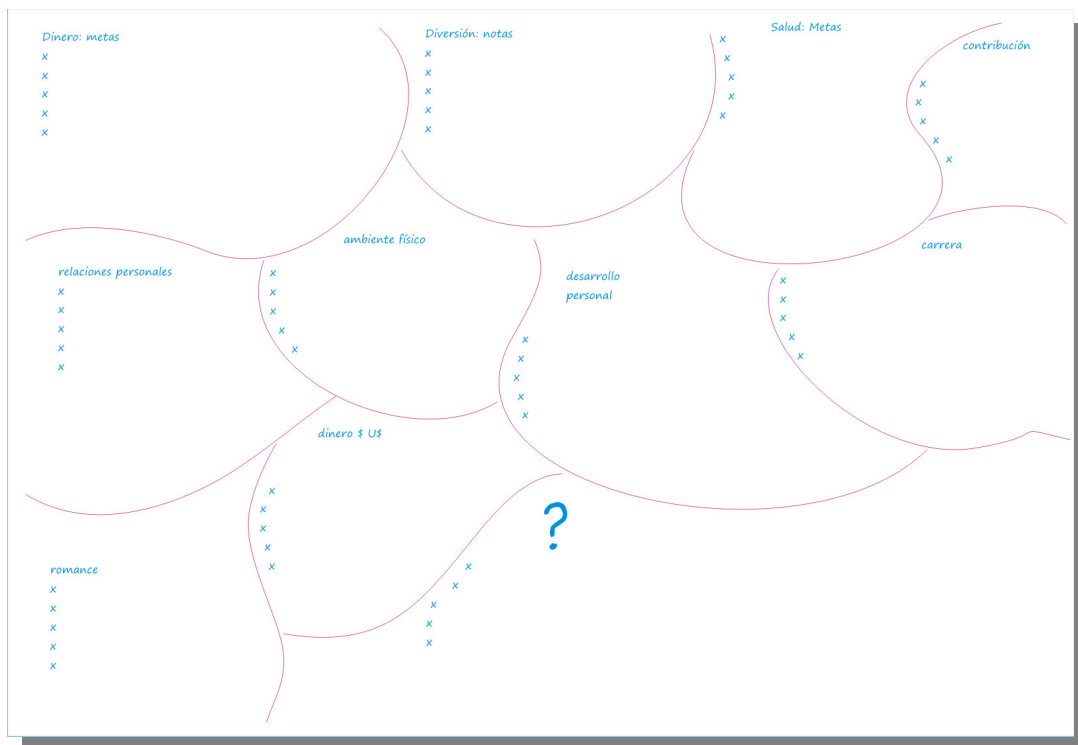 Dinero: metas
x
x
x
x
x
Diversión: notas
x
x
x
x
x
Salud: Metas
x
x
x
x
x
contribución
x
x
x
x
x
relaciones personales
x
x
x
x
x
ambiente físico
x
x
x
x
x
desarrollo
personal
x
x
x
x
x
carrera
x
x
x
x
x
romance
x
x
x
x
x
dinero $ U$
x
x
x
x
x
?
x
x
x
x
x